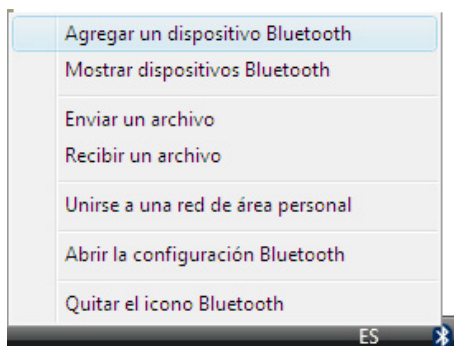 Agregar un dispositivo Bluetooth
Mostrar dispositivos Bluetooth
Enviar un archivo
Recibir un archivo
Unirse a una red de área personal
Abrir la configuración Bluetooth
Quitar el icono Bluetooth
ES